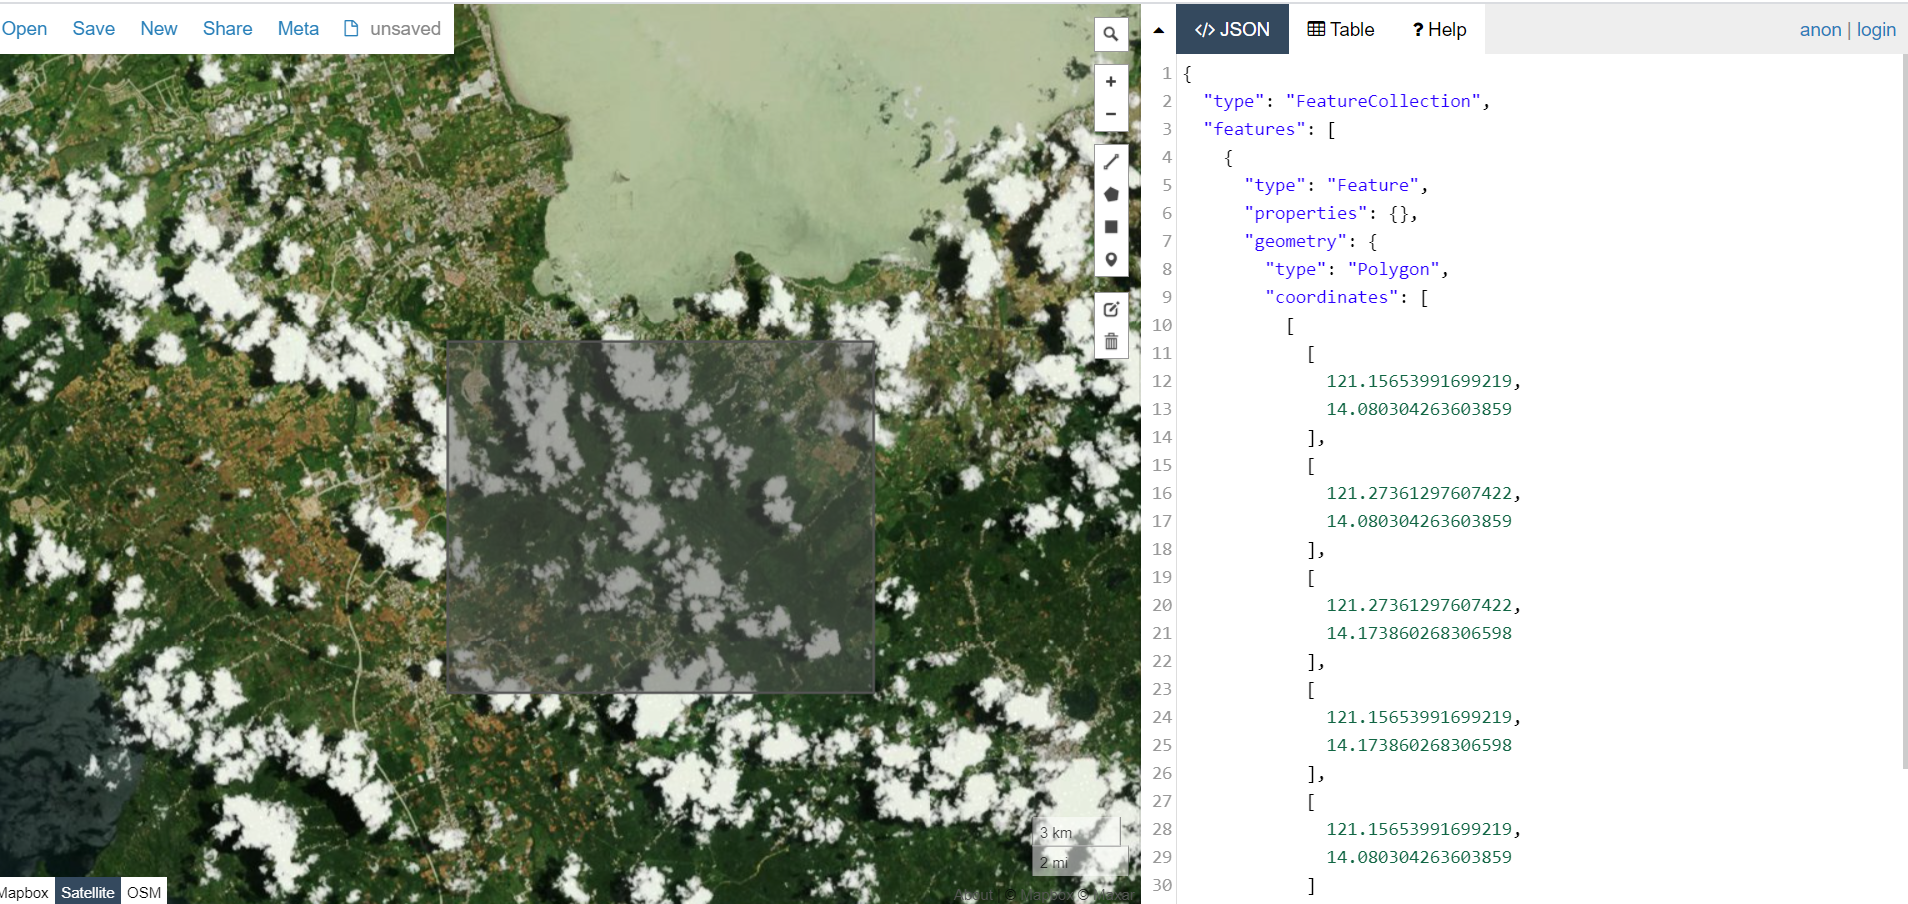 Open Save New Share Meta unsaved
</> JSON Table ? Help
anon | login
+
−
1 {
2 "type": "FeatureCollection",
3 "features": [
4 {
5 "type": "Feature",
6 "properties": {},
7 "geometry": {
8 "type": "Polygon",
9 "coordinates": [
10 [
11 [
12 121.15653991699219,
13 14.080304263603859
14 ],
15 [
16 121.27361297607422,
17 14.080304263603859
18 ],
19 [
20 121.27361297607422,
21 14.173860268306598
22 ],
23 [
24 121.15653991699219,
25 14.173860268306598
26 ],
27 [
28 121.15653991699219,
29 14.080304263603859
30 ]
3 km
2 mi
Mapbox Satellite OSM
About © Mapbox © Maxar